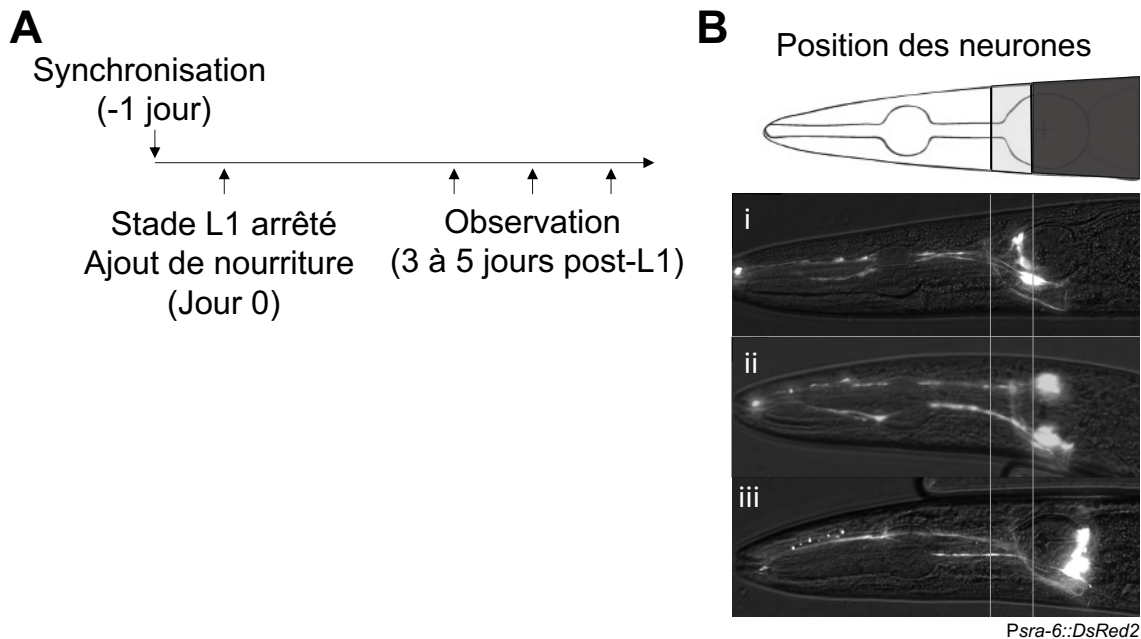 A
Synchronisation
(-1 jour)
Stade L1 arrêté
Ajout de nourriture
(Jour 0)
Observation
(3 à 5 jours post-L1)
B
Position des neurones
i
ii
iii
Psra-6::DsRed2